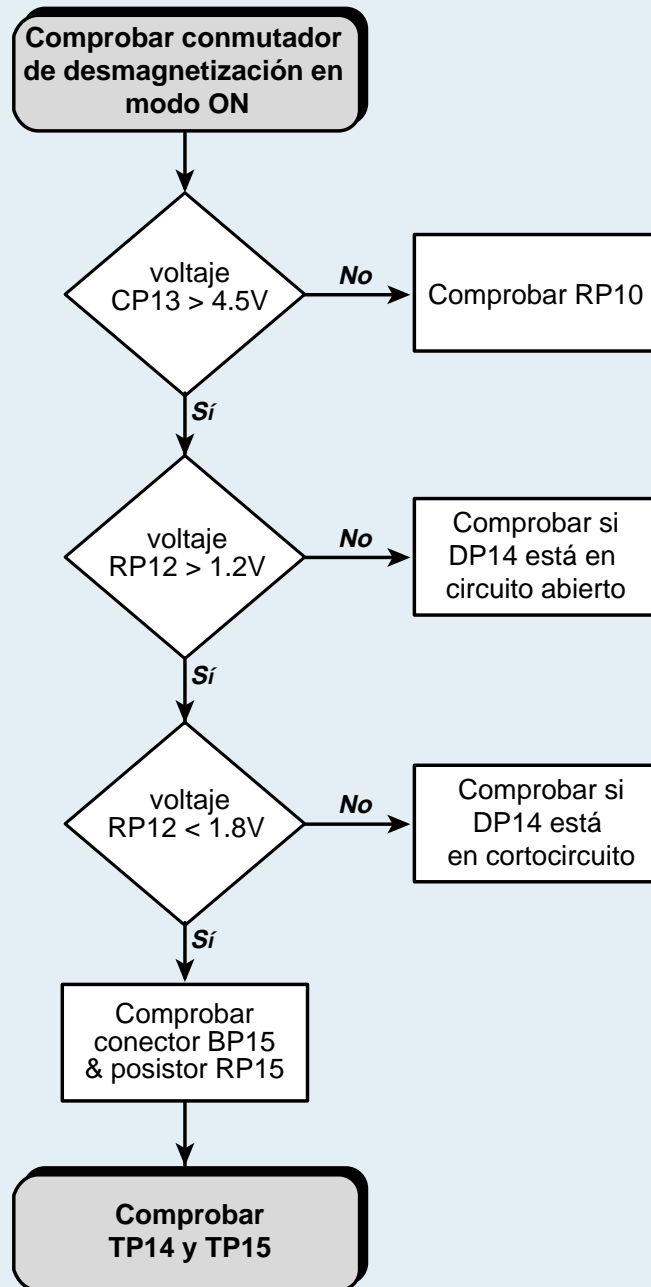 Comprobar conmutador
de desmagnetización en
modo ON
voltaje
CP13 > 4.5V
No
Comprobar RP10
Sí
voltaje
RP12 > 1.2V
No
Comprobar si
DP14 está en
circuito abierto
Sí
voltaje
RP12 < 1.8V
No
Comprobar si
DP14 está
en cortocircuito
Sí
Comprobar
conector BP15
& posistor RP15
Comprobar
TP14 y TP15